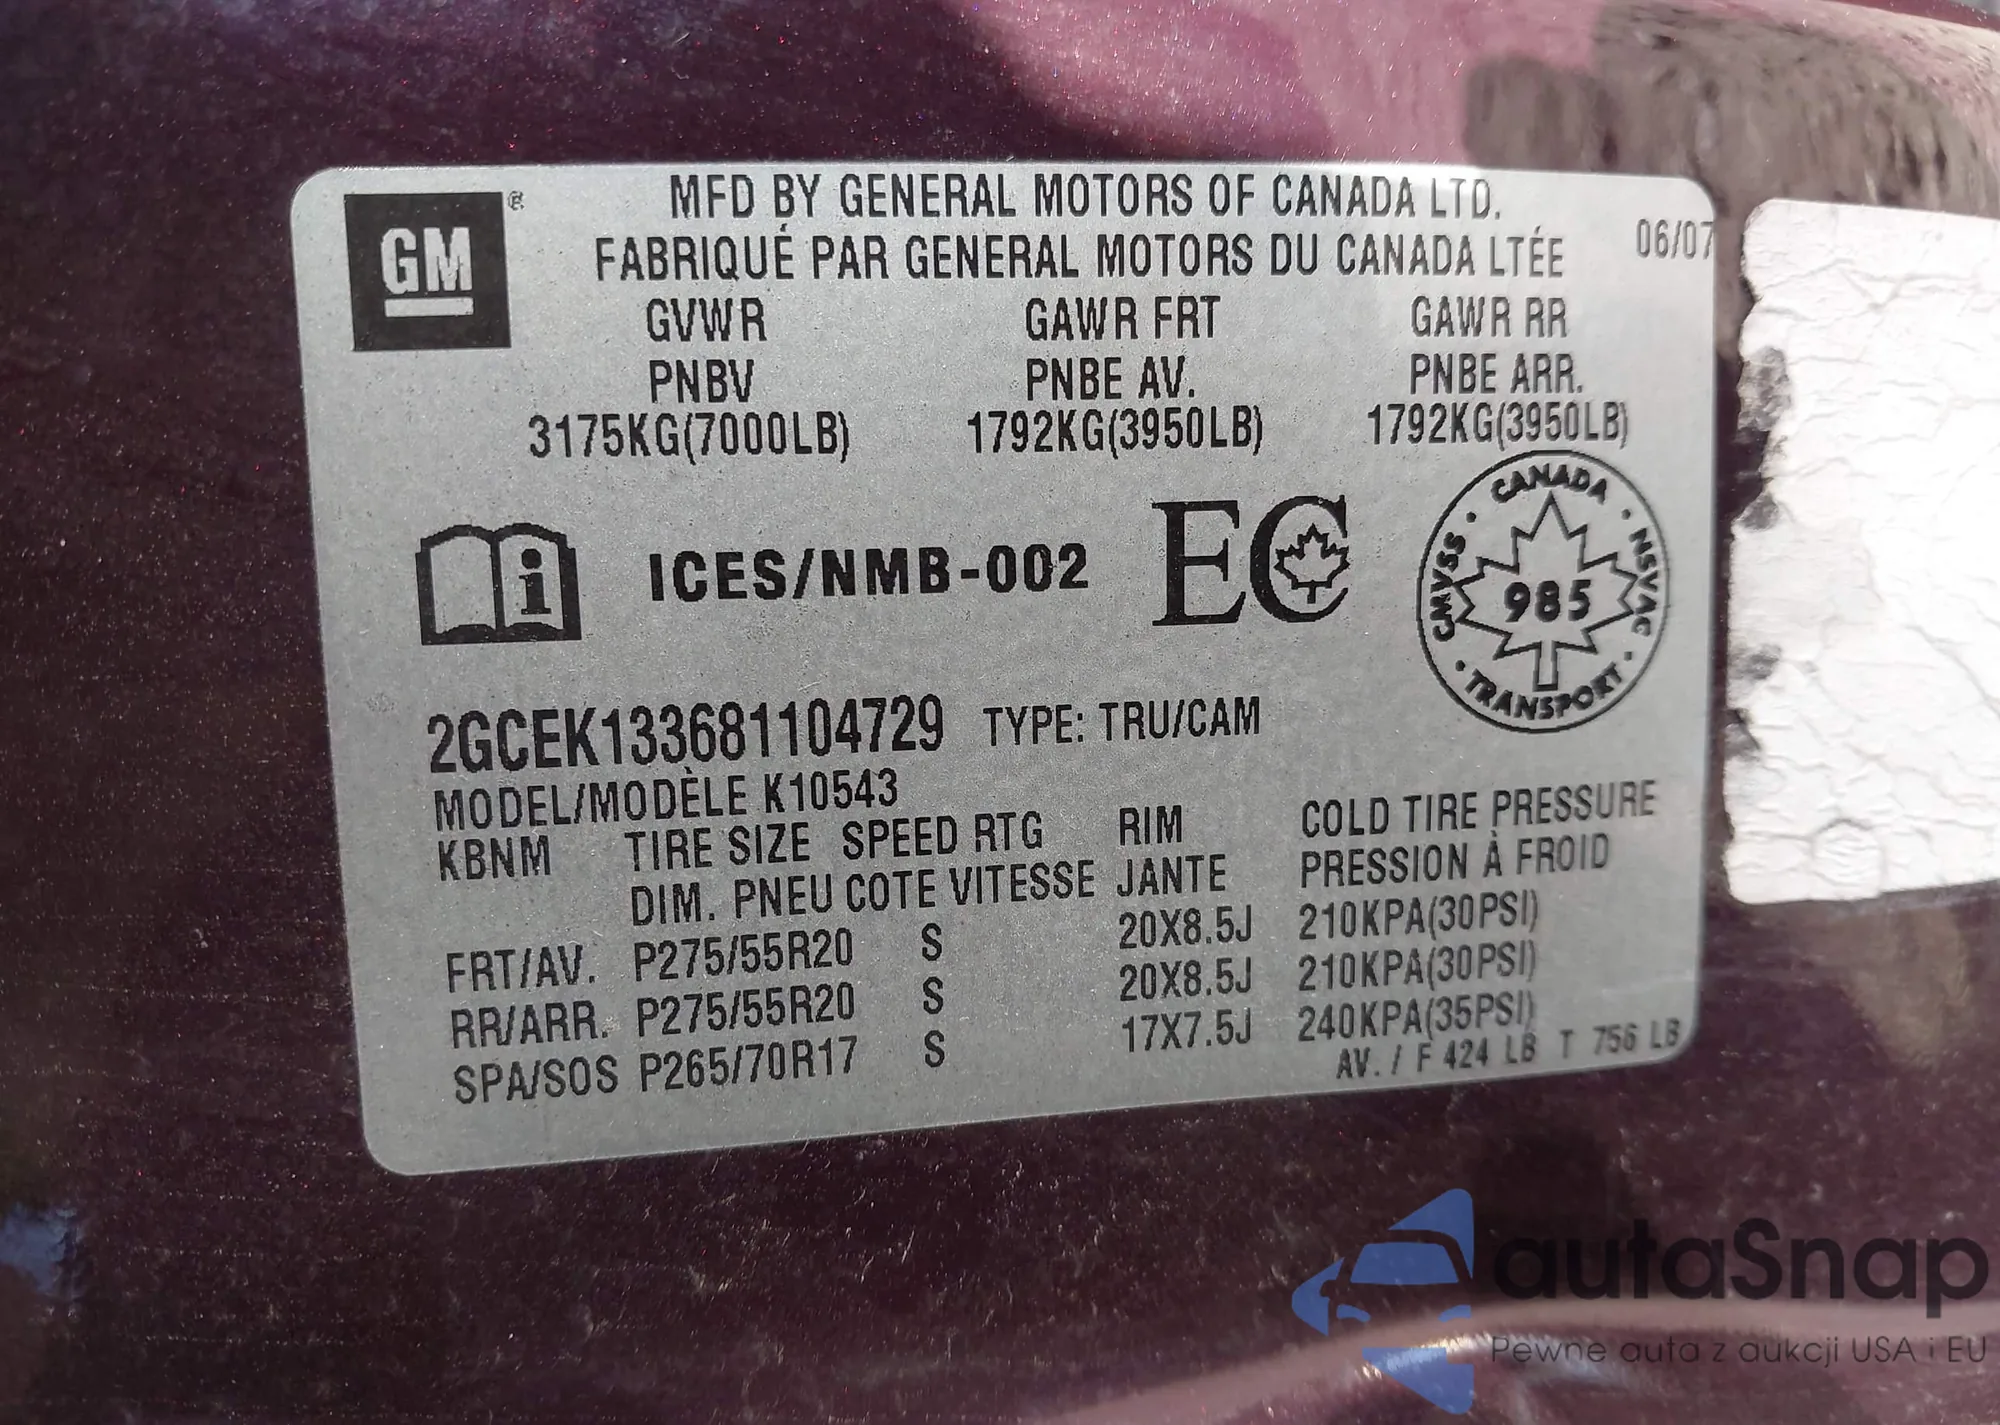 GM ®
MFD BY GENERAL MOTORS OF CANADA LTD.
FABRIQUÉ PAR GENERAL MOTORS DU CANADA LTÉE
06/07
GVWR GAWR FRT GAWR RR
PNBV PNBE AV. PNBE ARR.
3175KG(7000LB) 1792KG(3950LB) 1792KG(3950LB)
i ICES/NMB-002 EC
CANADA · NSVAC · TRANSPORT · CMVSS ·
985
2GCEK133681104729 TYPE: TRU/CAM
MODEL/MODÈLE K10543
KBNM TIRE SIZE SPEED RTG RIM COLD TIRE PRESSURE
DIM. PNEU COTE VITESSE JANTE PRESSION À FROID
FRT/AV. P275/55R20 S 20X8.5J 210KPA(30PSI)
RR/ARR. P275/55R20 S 20X8.5J 210KPA(30PSI)
SPA/SOS P265/70R17 S 17X7.5J 240KPA(35PSI)
AV. / F 424 LB T 756 LB
autaSnap
Pewne auta z aukcji USA i EU